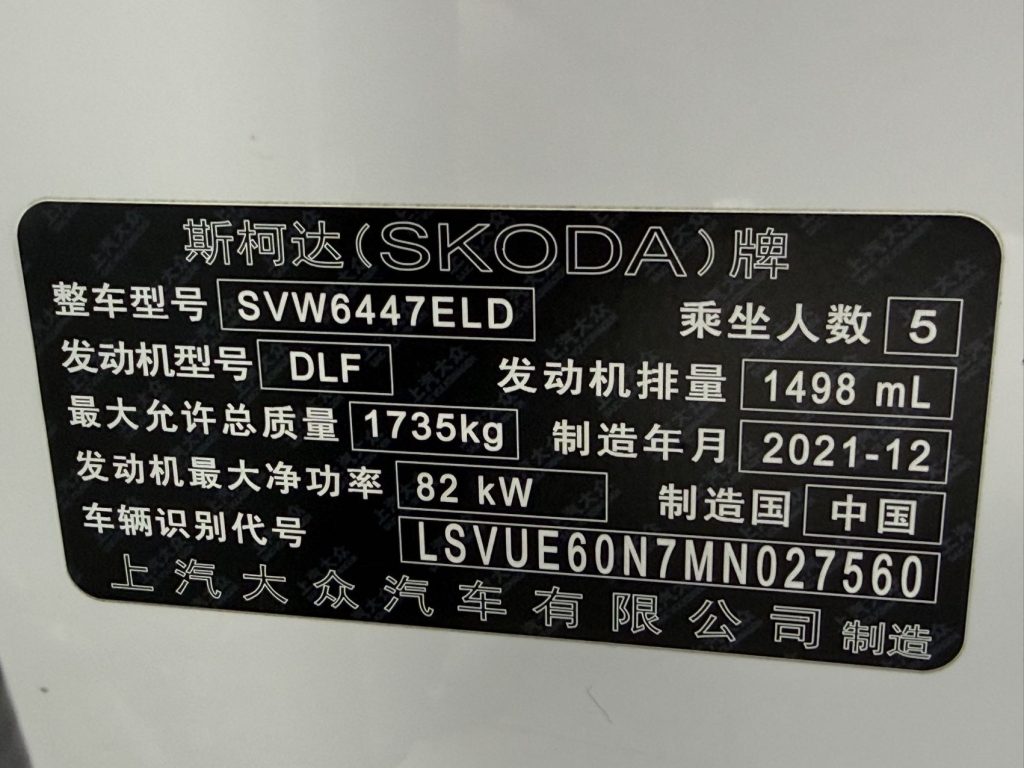 斯柯达(SKODA)牌
整车型号 SVW6447ELD 乘坐人数 5
发动机型号 DLF 发动机排量 1498 mL
最大允许总质量 1735kg 制造年月 2021-12
发动机最大净功率 82 kW 制造国 中国
车辆识别代号 LSVUE60N7MN027560
上汽大众汽车有限公司 制造